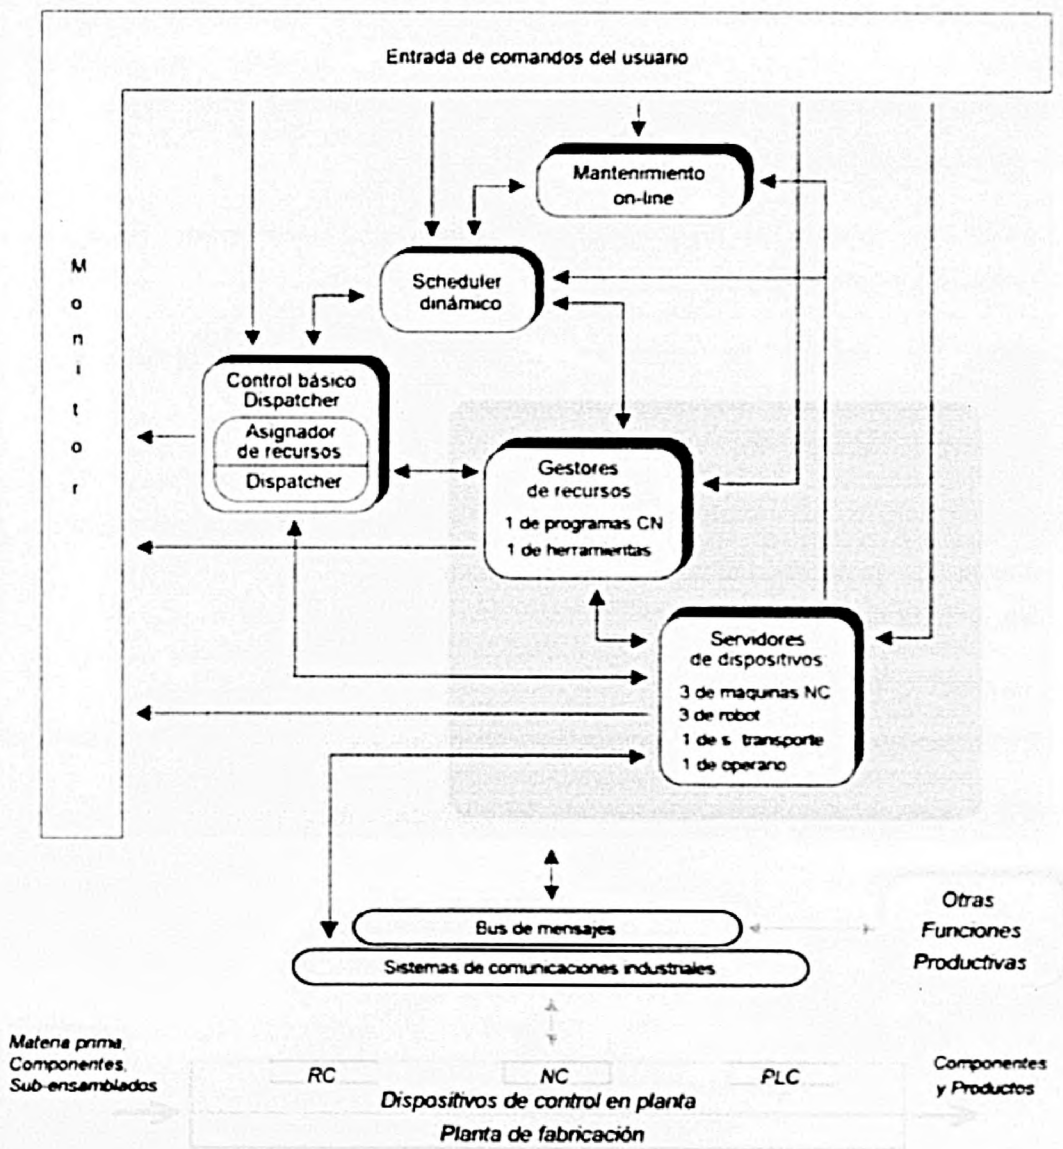 Entrada de comandos del usuario
Mantenimiento
on-line
Monitor
Scheduler
dinámico
Control básico
Dispatcher
Asignador
de recursos
Dispatcher
Gestores
de recursos
1 de programas CN
1 de herramientas
Servidores
de dispositivos
3 de maquinas NC
3 de robot
1 de s. transporte
1 de operario
Bus de mensajes
Sistemas de comunicaciones industriales
Otras
Funciones
Productivas
Materia prima,
Componentes,
Sub-ensamblados
RC
NC
PLC
Componentes
y Productos
Dispositivos de control en planta
Planta de fabricación